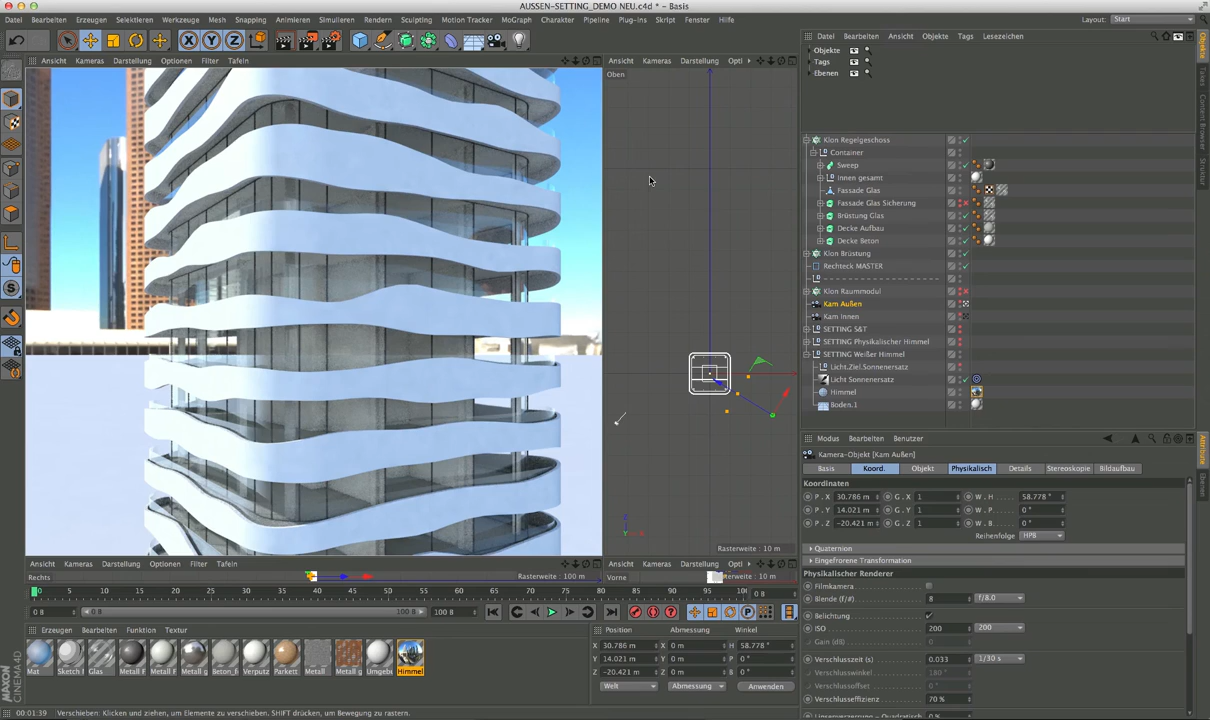 AUSSEN-SETTING_DEMO NEU.c4d * - Basis
Datei Bearbeiten Erzeugen Selektieren Werkzeuge Mesh Snapping Animieren Simulieren Rendern Sculpting Motion Tracker MoGraph Charakter Pipeline Plug-ins Skript Fenster Hilfe
Layout: Start
Ansicht Kameras Darstellung Optionen Filter Tafeln
Ansicht Kameras Darstellung Opti
Oben
Datei Bearbeiten Ansicht Objekte Tags Lesezeichen
Objekte
Tags
Ebenen
Klon Regelgeschoss
Container
Sweep
Innen gesamt
Fassade Glas
Fassade Glas Sicherung
Brüstung Glas
Decke Aufbau
Decke Beton
Klon Brüstung
Rechteck MASTER
Klon Raummodul
Kam Außen
Kam Innen
SETTING S&T
SETTING Physikalischer Himmel
SETTING Weißer Himmel
Licht.Ziel.Sonnenersatz
Licht Sonnenersatz
Himmel
Boden.1
Objekte
Takes
Content Browser
Struktur
Modus Bearbeiten Benutzer
Kamera-Objekt [Kam Außen]
Basis Koord. Objekt Physikalisch Details Stereoskopie Bildaufbau
Koordinaten
P . X 30.786 m G . X 1 W . H 58.778 °
P . Y 14.021 m G . Y 1 W . P 0 °
P . Z -20.421 m G . Z 1 W . B 0 °
Reihenfolge HPB
Quaternion
Eingefrorene Transformation
Physikalischer Renderer
Filmkamera
Blende (f/#) 8 f/8.0
Belichtung
ISO 200 200
Gain (dB)
Verschlusszeit (s) 0.033 1/30 s
Verschlusswinkel 180 °
Verschlussoffset 0 °
Verschlusseffizienz 70 %
Attribute
Ebenen
Rasterweite : 10 m
Ansicht Kameras Darstellung Optionen Filter Tafeln
Ansicht Kameras Darstellung Opti
Rechts
Rasterweite : 100 m
Vorne
terweite : 10 m
0 5 10 15 20 25 30 35 40 45 50 55 60 65 70 75 80 85 90 95 100
0 B
0 B 0 B 100 B 100 B
Erzeugen Bearbeiten Funktion Textur
Mat Sketch Glas Metall F Metall F Metall g Beton_F Verputz Parkett Metall Metall g Umgebu Himmel
Position Abmessung Winkel
X 30.786 m X 0 m H 58.778 °
Y 14.021 m Y 0 m P 0 °
Z -20.421 m Z 0 m B 0 °
Welt Abmessung Anwenden
MAXON
CINEMA 4D
00:01:39 Verschieben: Klicken und ziehen, um Elemente zu verschieben. SHIFT drücken, um Bewegung zu rastern.